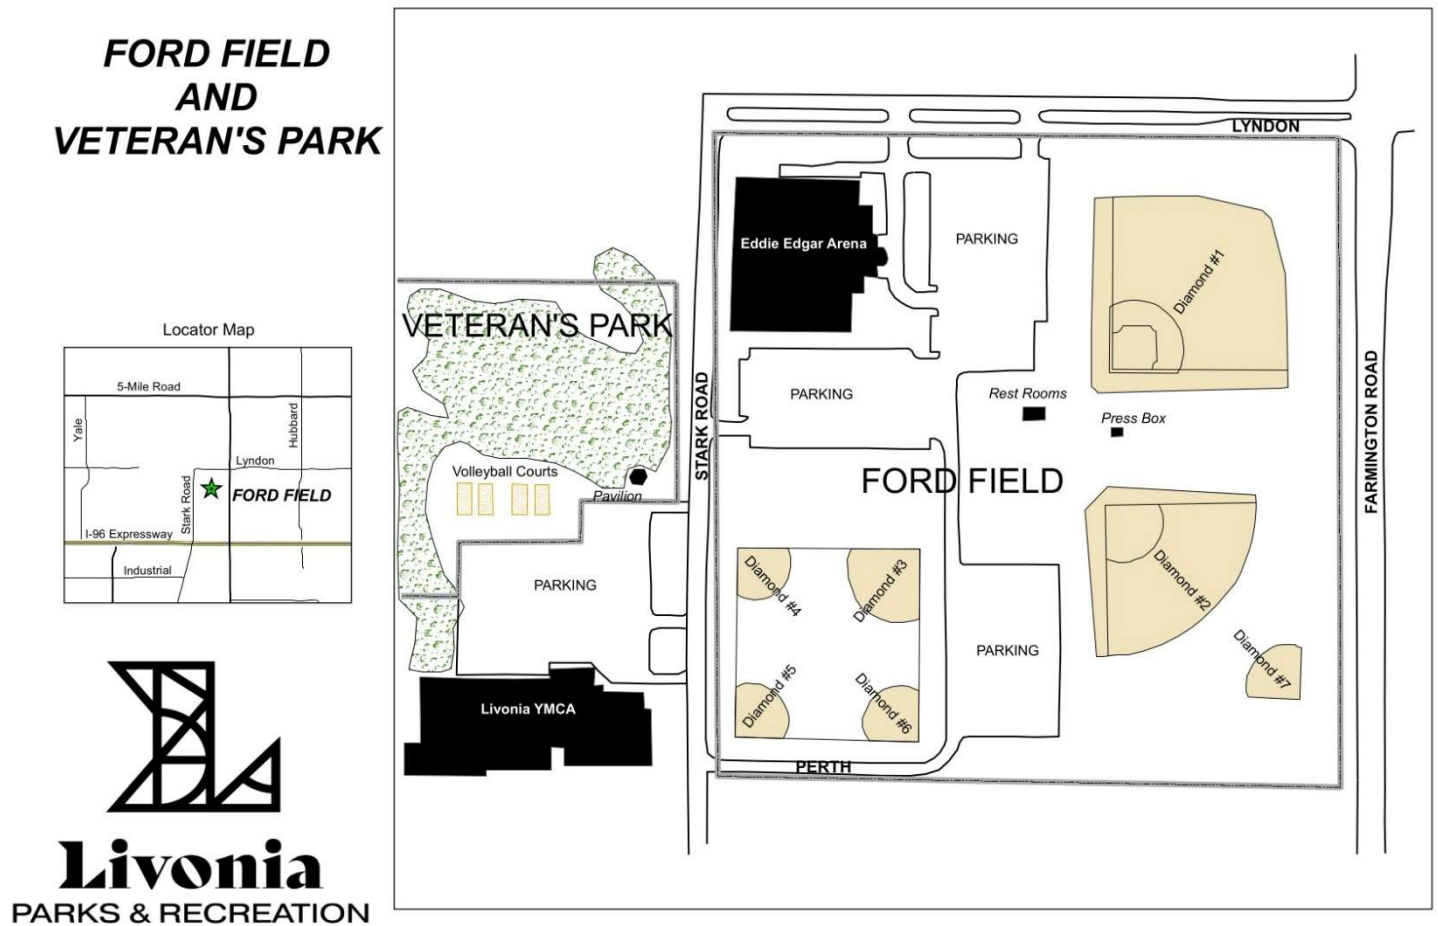 FORD FIELD
AND
VETERAN'S PARK
Locator Map
5-Mile Road
Yale
Hubbard
Lyndon
Stark Road
FORD FIELD
I-96 Expressway
Industrial
Livonia
PARKS & RECREATION
LYNDON
Eddie Edgar Arena
PARKING
Diamond #1
VETERAN'S PARK
STARK ROAD
FARMINGTON ROAD
PARKING
Rest Rooms
Press Box
Volleyball Courts
Pavilion
FORD FIELD
PARKING
Diamond #4
Diamond #3
Diamond #2
PARKING
Diamond #7
Diamond #5
Diamond #6
Livonia YMCA
PERTH